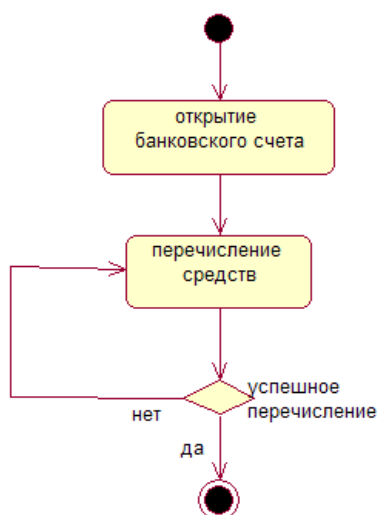 открытие
банковского счета
перечисление
средств
успешное
перечисление
нет
да